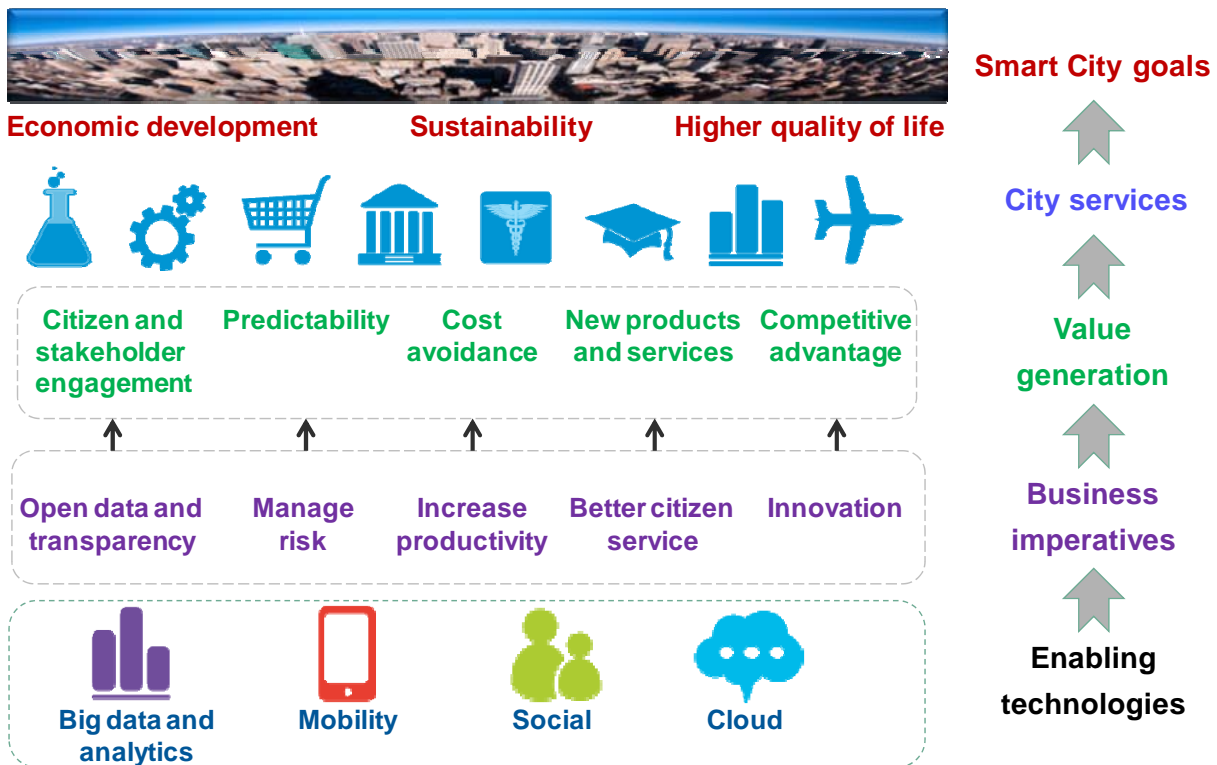 Smart City goals
Economic development
Sustainability
Higher quality of life
City services
Citizen and
stakeholder
engagement
Predictability
Cost
avoidance
New products
and services
Competitive
advantage
Value
generation
Open data and
transparency
Manage
risk
Increase
productivity
Better citizen
service
Innovation
Business
imperatives
Big data and
analytics
Mobility
Social
Cloud
Enabling
technologies